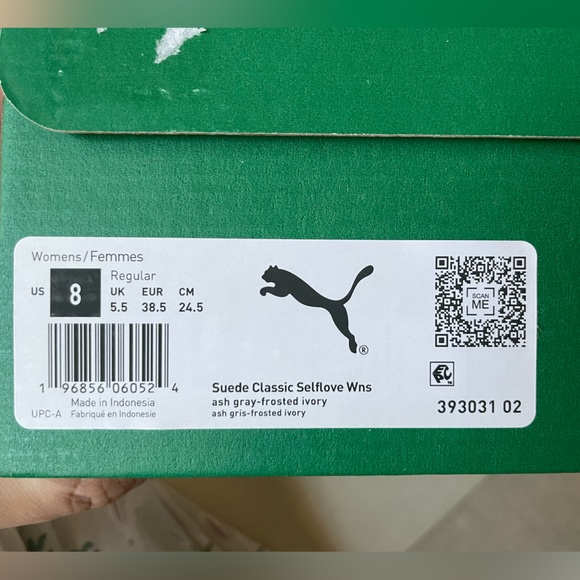 Womens/Femmes
Regular
US 8 UK EUR CM
5.5 38.5 24.5
1 96856 06052 4
Made in Indonesia
UPC-A Fabriqué en Indonesie
®
Suede Classic Selflove Wns
ash gray-frosted ivory
ash gris-frosted ivory
SCAN
ME
393031 02